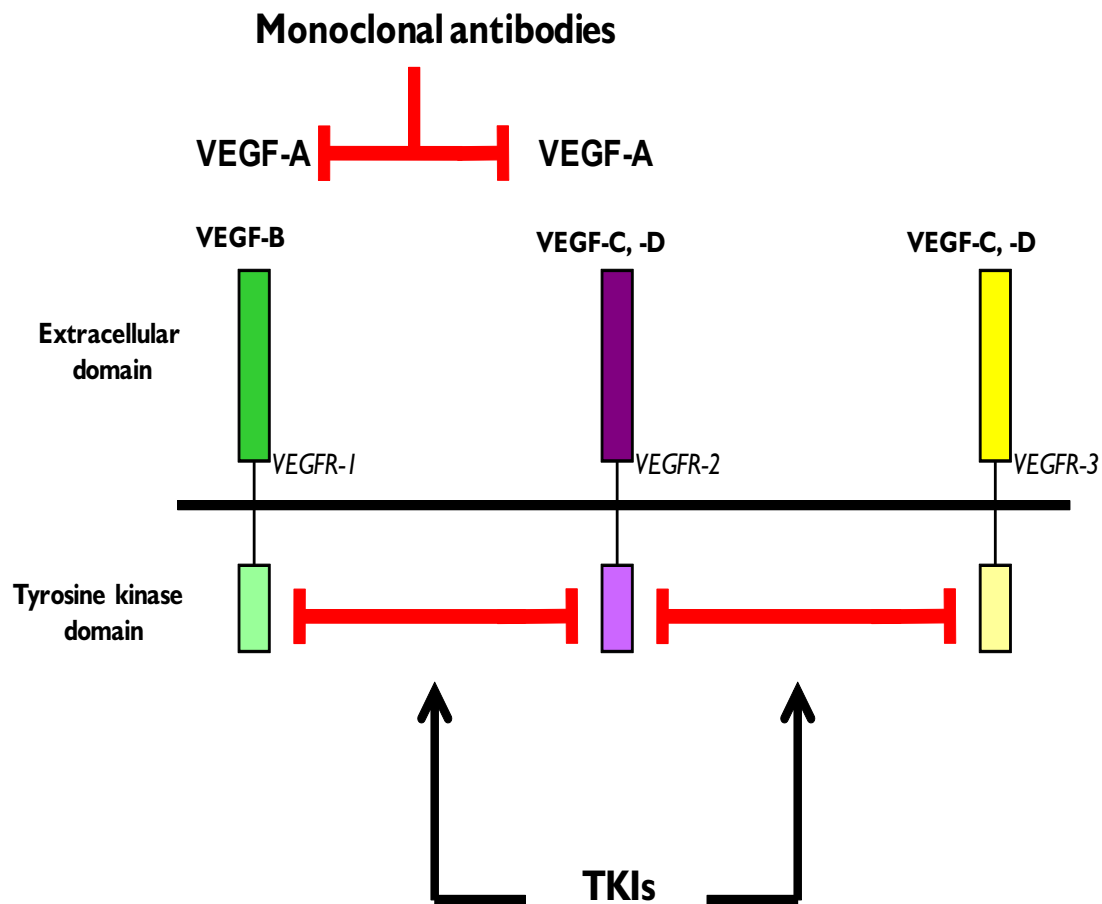 Monoclonal antibodies
VEGF-A
VEGF-A
VEGF-B
VEGF-C, -D
VEGF-C, -D
Extracellular
domain
VEGFR-1
VEGFR-2
VEGFR-3
Tyrosine kinase
domain
TKIs